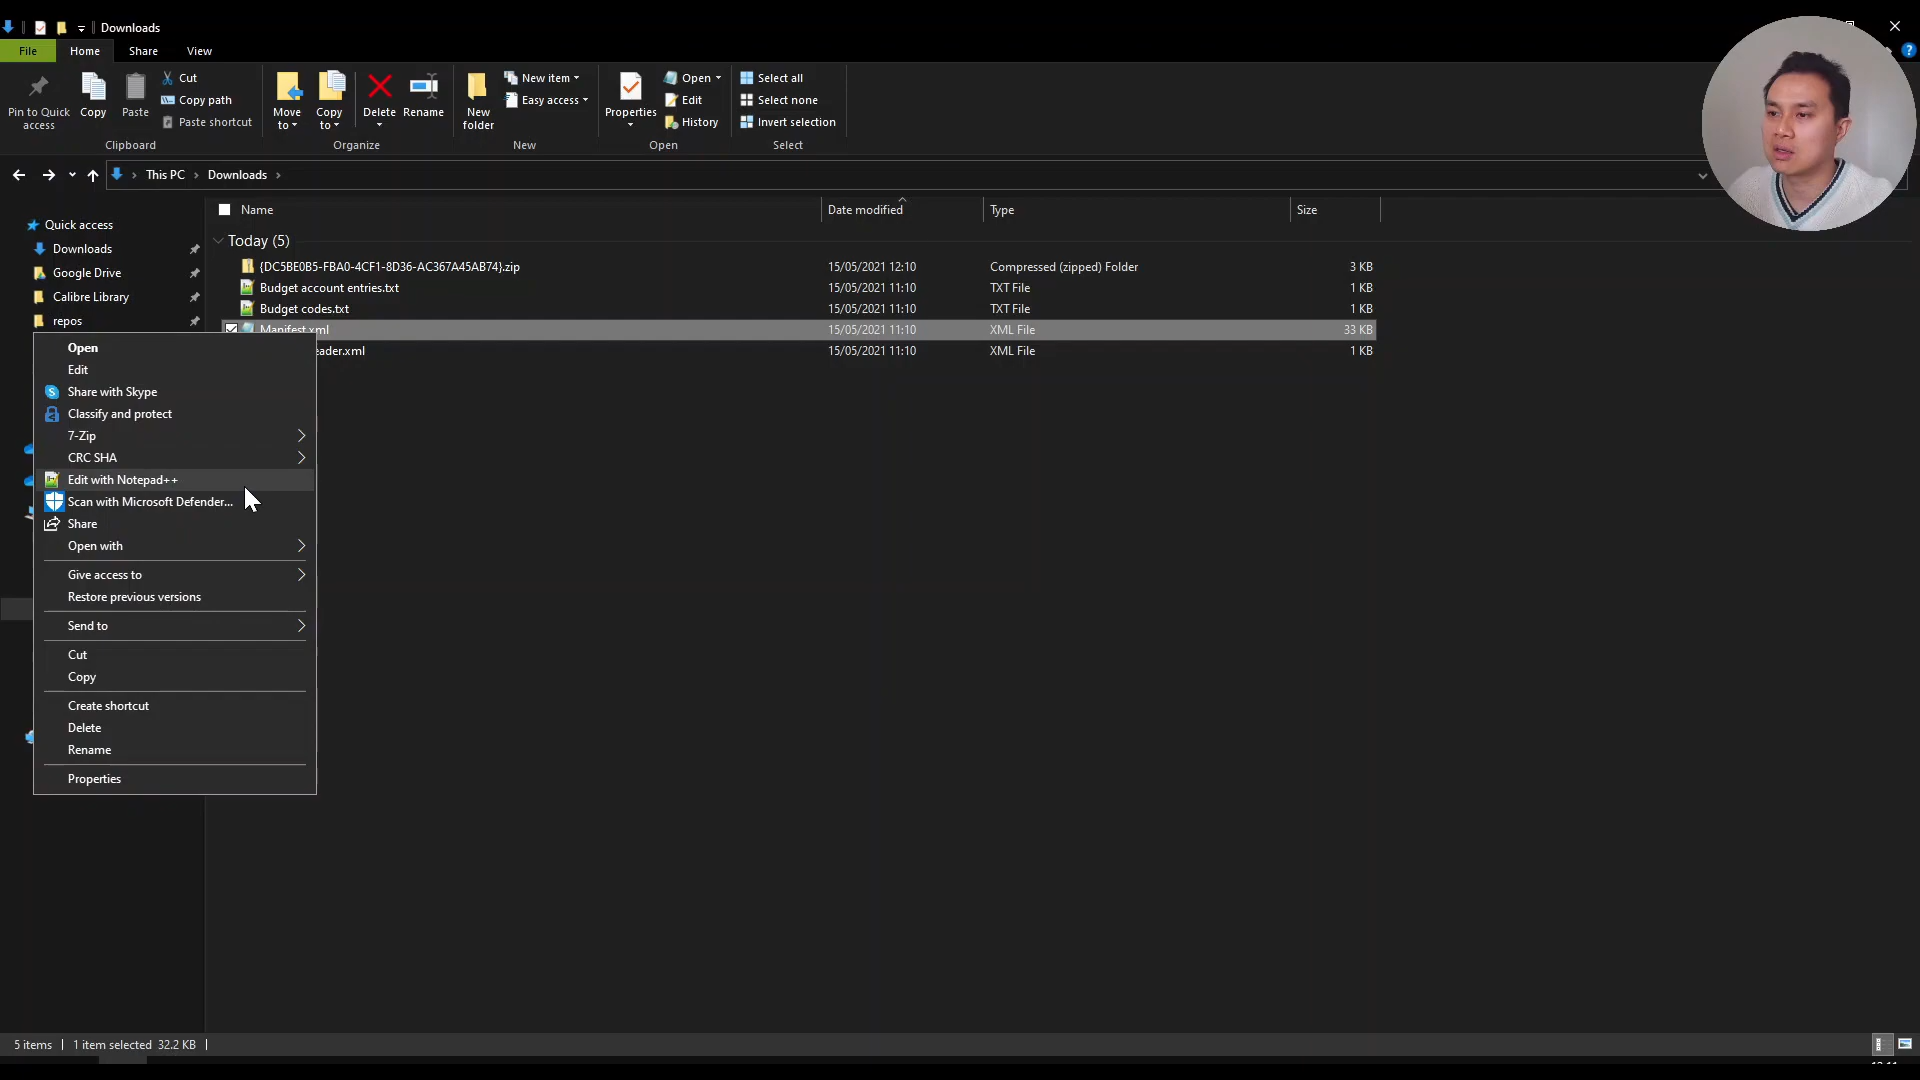 Downloads
File Home Share View
Pin to Quick access
Copy
Paste
Cut
Copy path
Paste shortcut
Clipboard
Move to
Copy to
Delete
Rename
Organize
New folder
New item
Easy access
New
Properties
Open
Edit
History
Open
Select all
Select none
Invert selection
Select
This PC Downloads
Name Date modified Type Size
Today (5)
{DC5BE0B5-FBA0-4CF1-8D36-AC367A45AB74}.zip 15/05/2021 12:10 Compressed (zipped) Folder 3 KB
Budget account entries.txt 15/05/2021 11:10 TXT File 1 KB
Budget codes.txt 15/05/2021 11:10 TXT File 1 KB
Manifest.xml 15/05/2021 11:10 XML File 33 KB
eader.xml 15/05/2021 11:10 XML File 1 KB
Quick access
Downloads
Google Drive
Calibre Library
repos
Open
Edit
Share with Skype
Classify and protect
7-Zip
CRC SHA
Edit with Notepad++
Scan with Microsoft Defender...
Share
Open with
Give access to
Restore previous versions
Send to
Cut
Copy
Create shortcut
Delete
Rename
Properties
5 items 1 item selected 32.2 KB